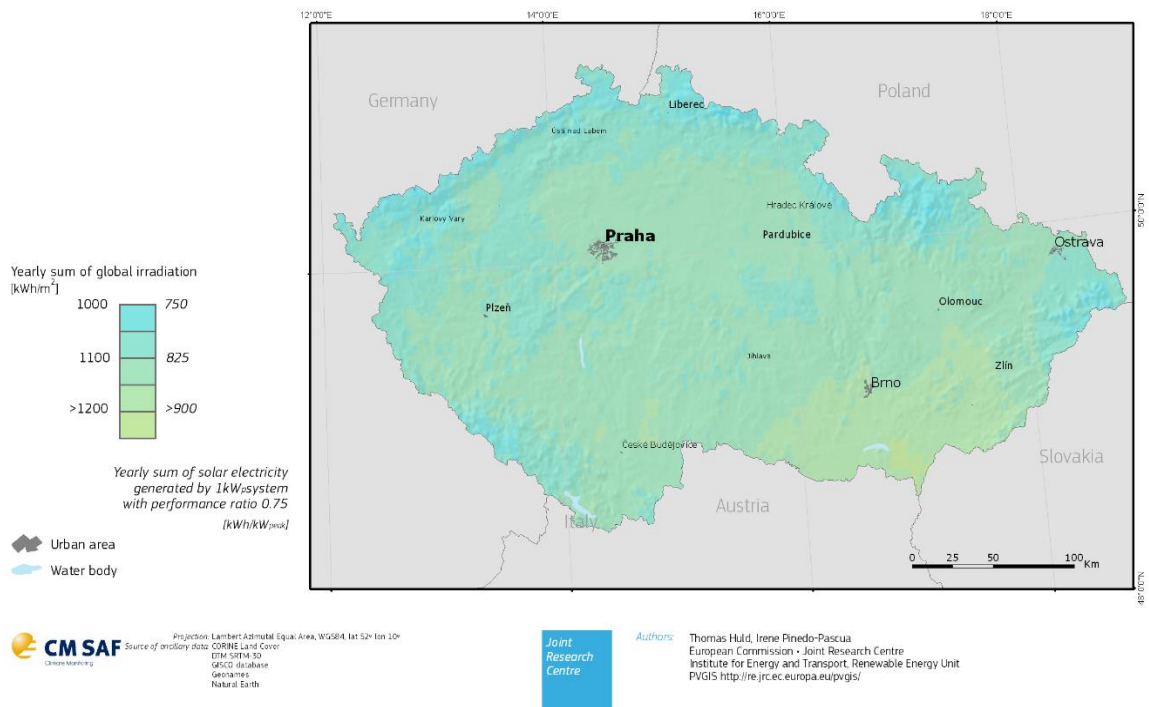 12°0'0"E
14°0'0"E
16°0'0"E
18°0'0"E
Germany
Poland
Liberec
Ústí nad Labem
Karlovy Vary
Hradec Králové
50°0'0"N
Praha
Pardubice
Ostrava
Yearly sum of global irradiation
[kWh/m²]
1000 750
1100 825
>1200 >900
Plzeň
Olomouc
Jihlava
Zlín
Brno
České Budějovice
Slovakia
Yearly sum of solar electricity
generated by 1kWpsystem
with performance ratio 0.75
[kWh/kWpeak]
Austria
Italy
Urban area
Water body
0 25 50 100
Km
48°0'0"N
CM SAF
Climate Monitoring
Projection: Lambert Azimutal Equal Area, WGS84, lat 52° lon 10°
Source of ancillary data: CORINE Land Cover
DTM SRTM-30
GISCO database
Geonames
Natural Earth
Joint
Research
Centre
Authors: Thomas Huld, Irene Pinedo-Pascua
European Commission • Joint Research Centre
Institute for Energy and Transport, Renewable Energy Unit
PVGIS http://re.jrc.ec.europa.eu/pvgis/